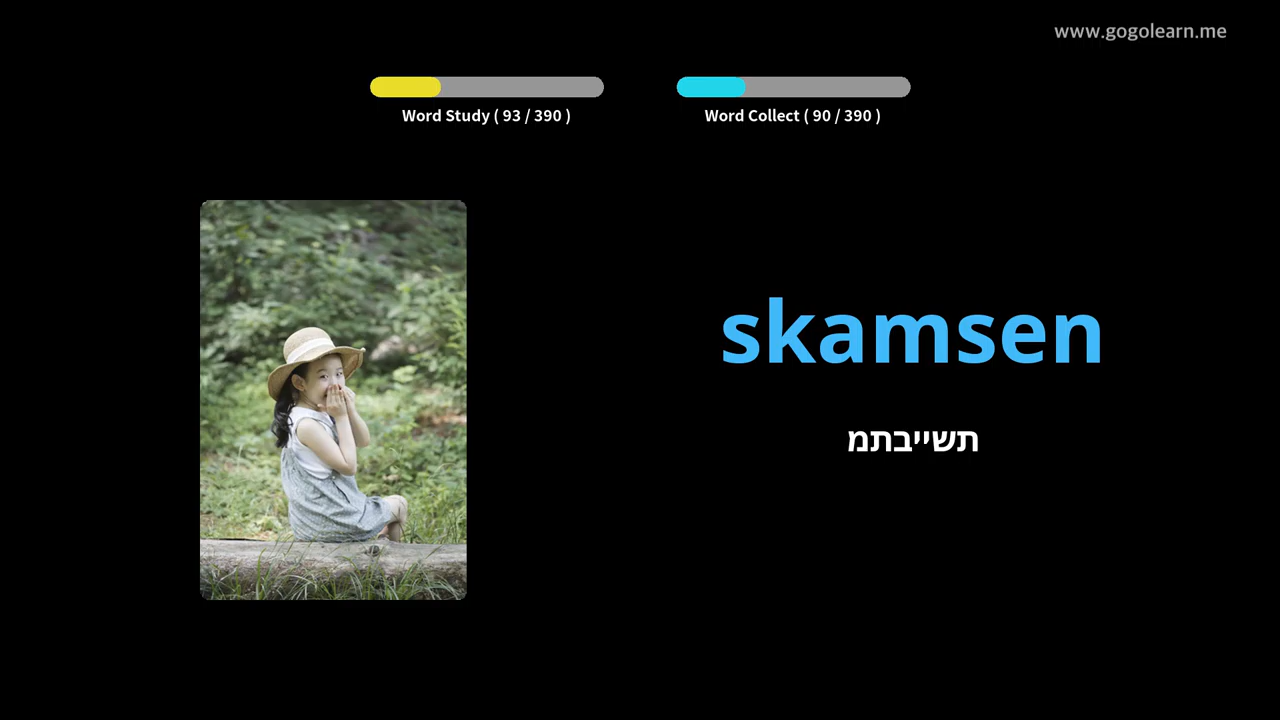 www.gogolearn.me
Word Study ( 93 / 390 )
Word Collect ( 90 / 390 )
skamsen
תשייבתמ